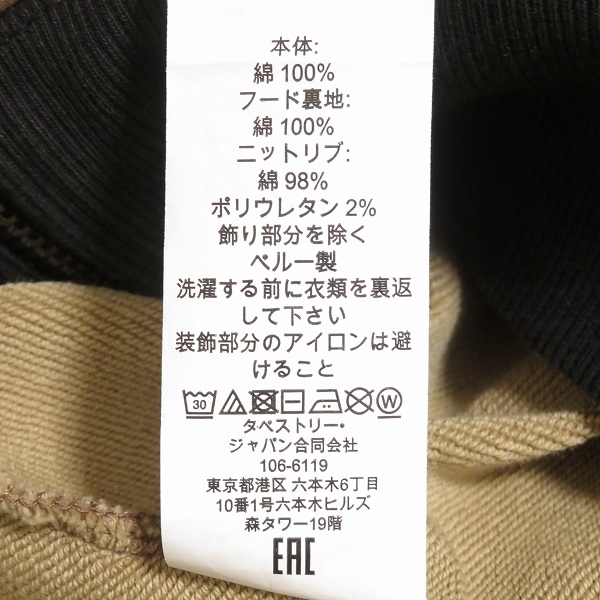 本体:
綿 100%
フード裏地:
綿 100%
ニットリブ:
綿 98%
ポリウレタン 2%
飾り部分を除く
ペルー製
洗濯する前に衣類を裏返
して下さい
装飾部分のアイロンは避
けること
30 W
タペストリー・
ジャパン合同会社
106-6119
東京都港区 六本木6丁目
10番1号六本木ヒルズ
森タワー19階
EAC